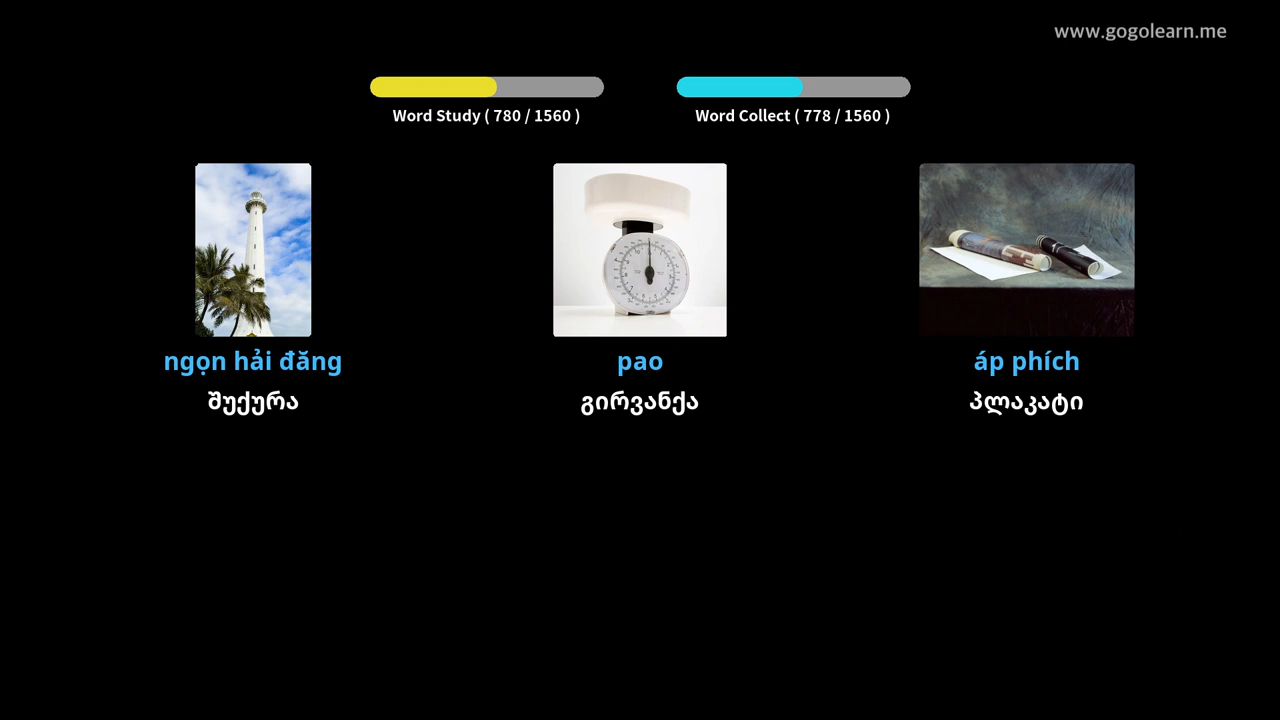 www.gogolearn.me
Word Study ( 780 / 1560 )
Word Collect ( 778 / 1560 )
ngọn hải đăng
pao
áp phích
შუქურა
გირვანქა
პლაკატი